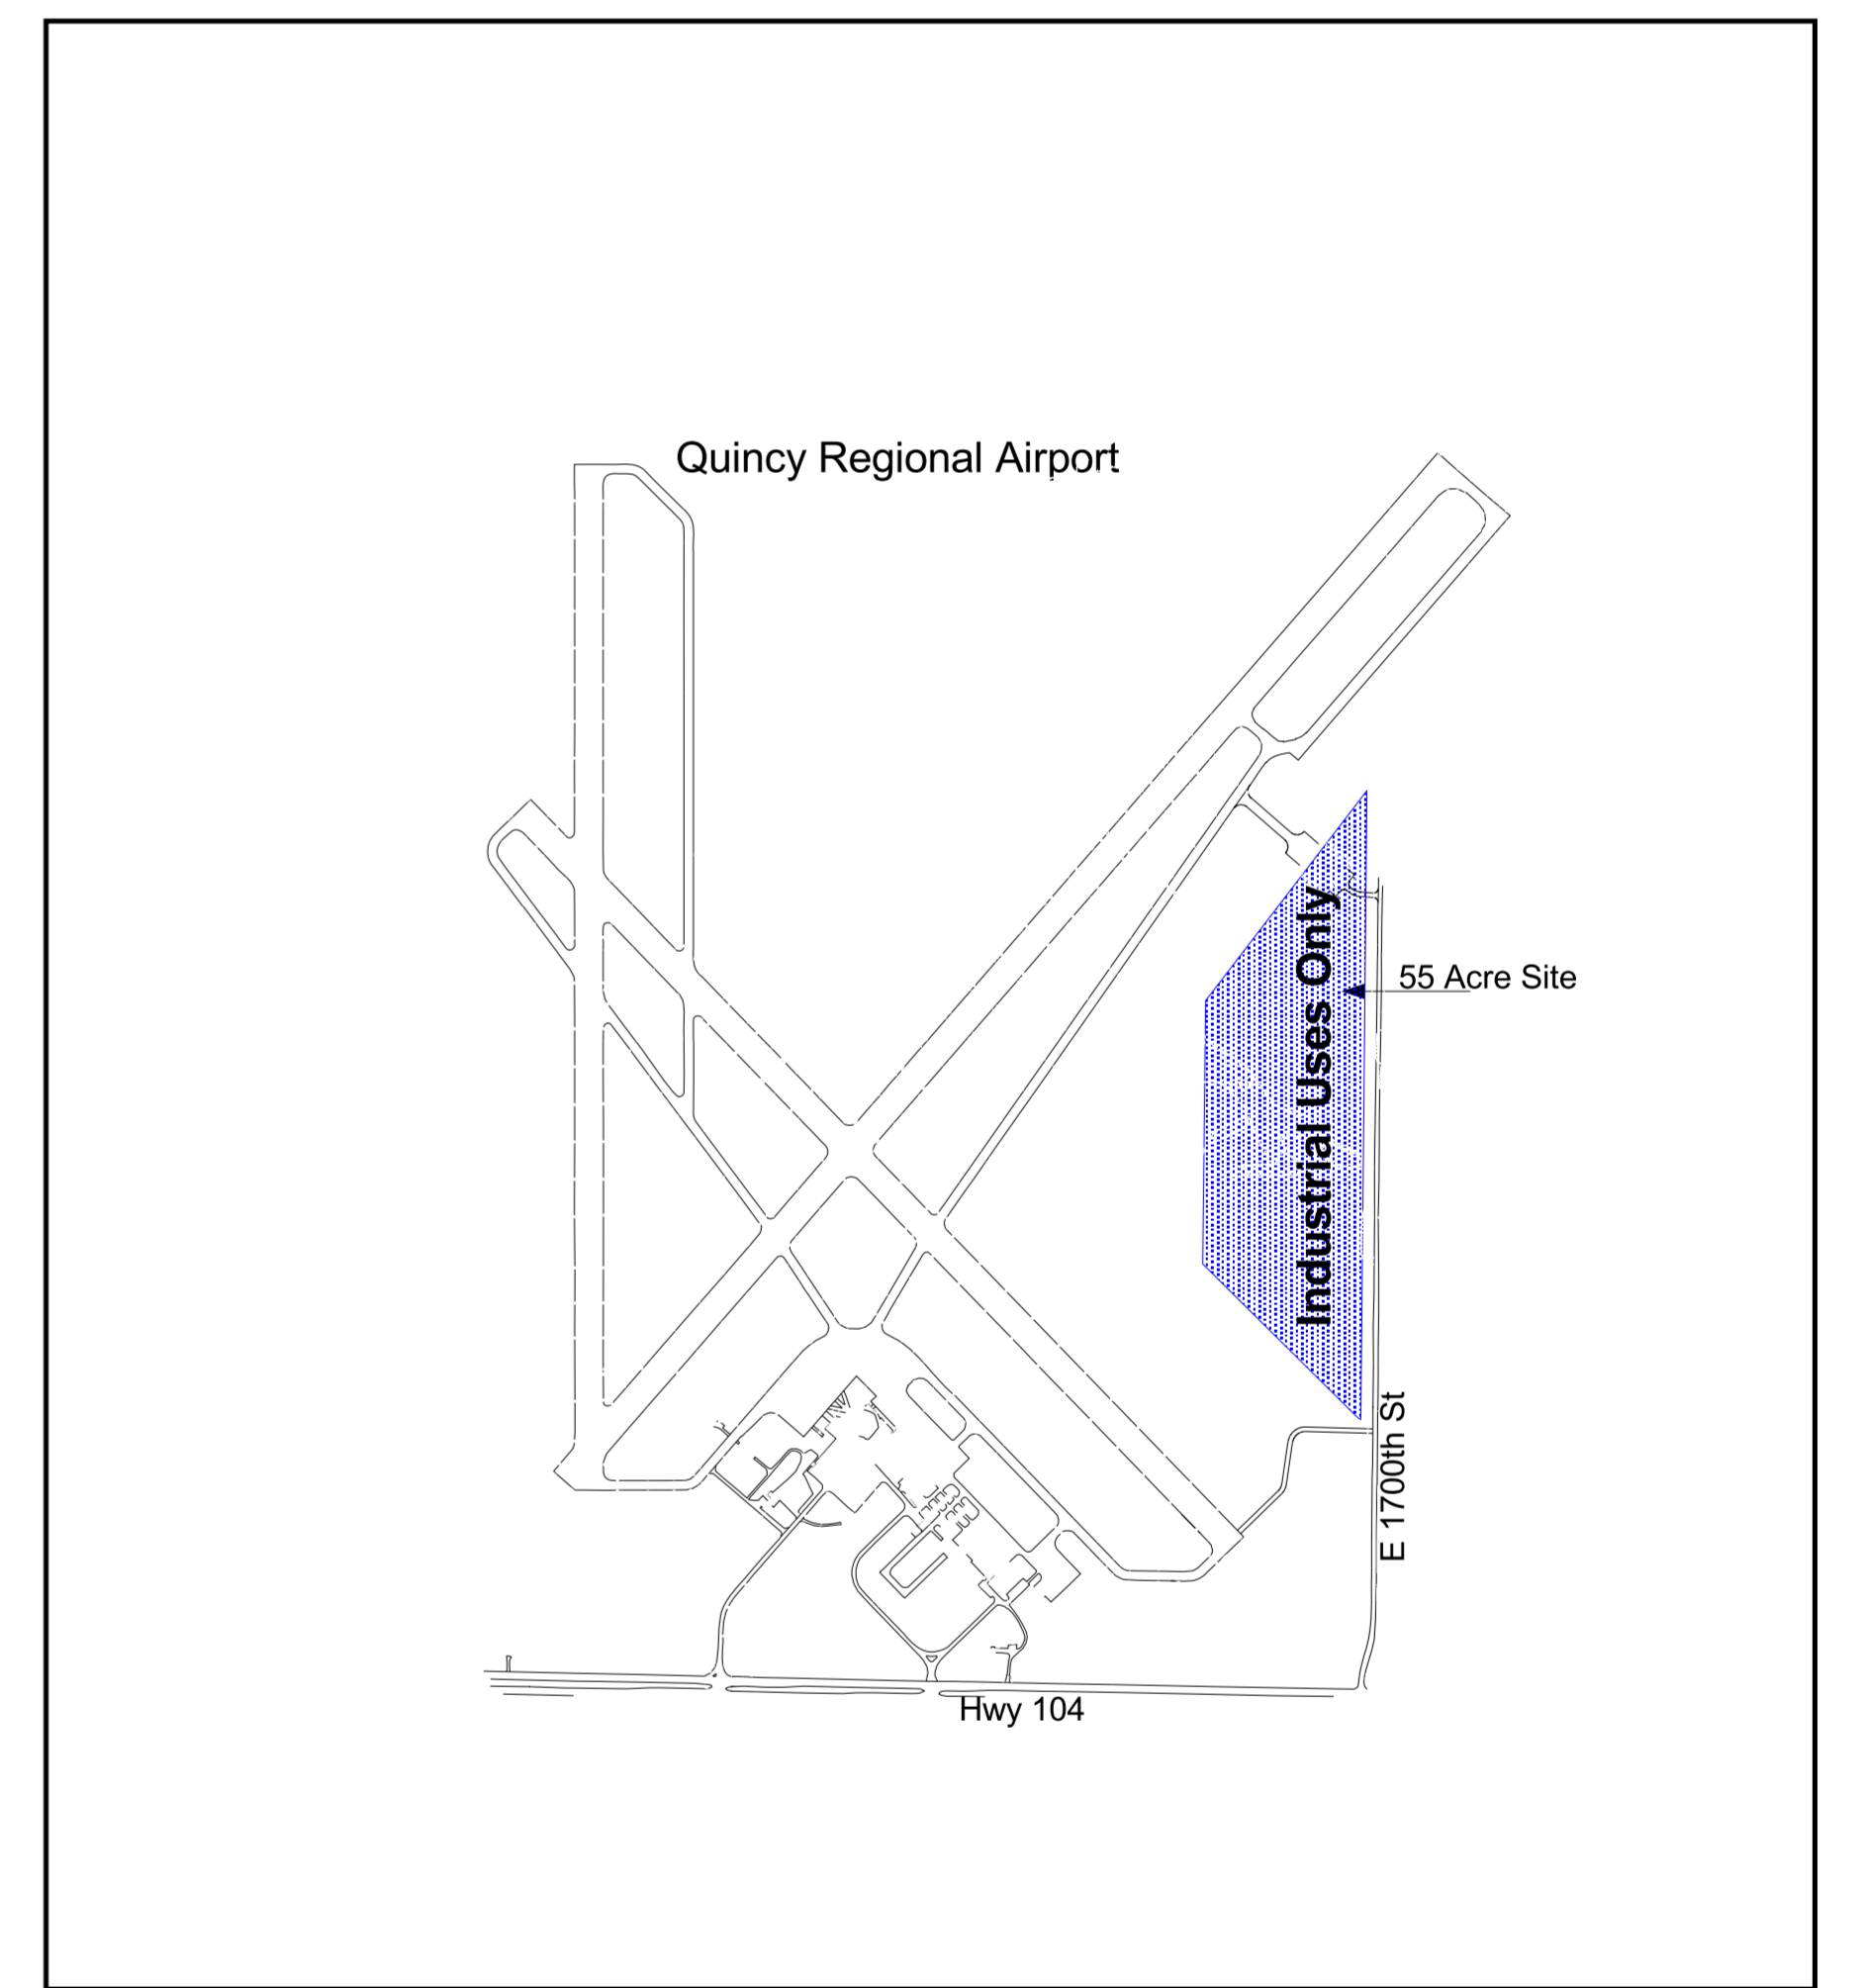 Quincy Regional Airport
Industrial Uses Only
55 Acre Site
E 1700th St
Hwy 104